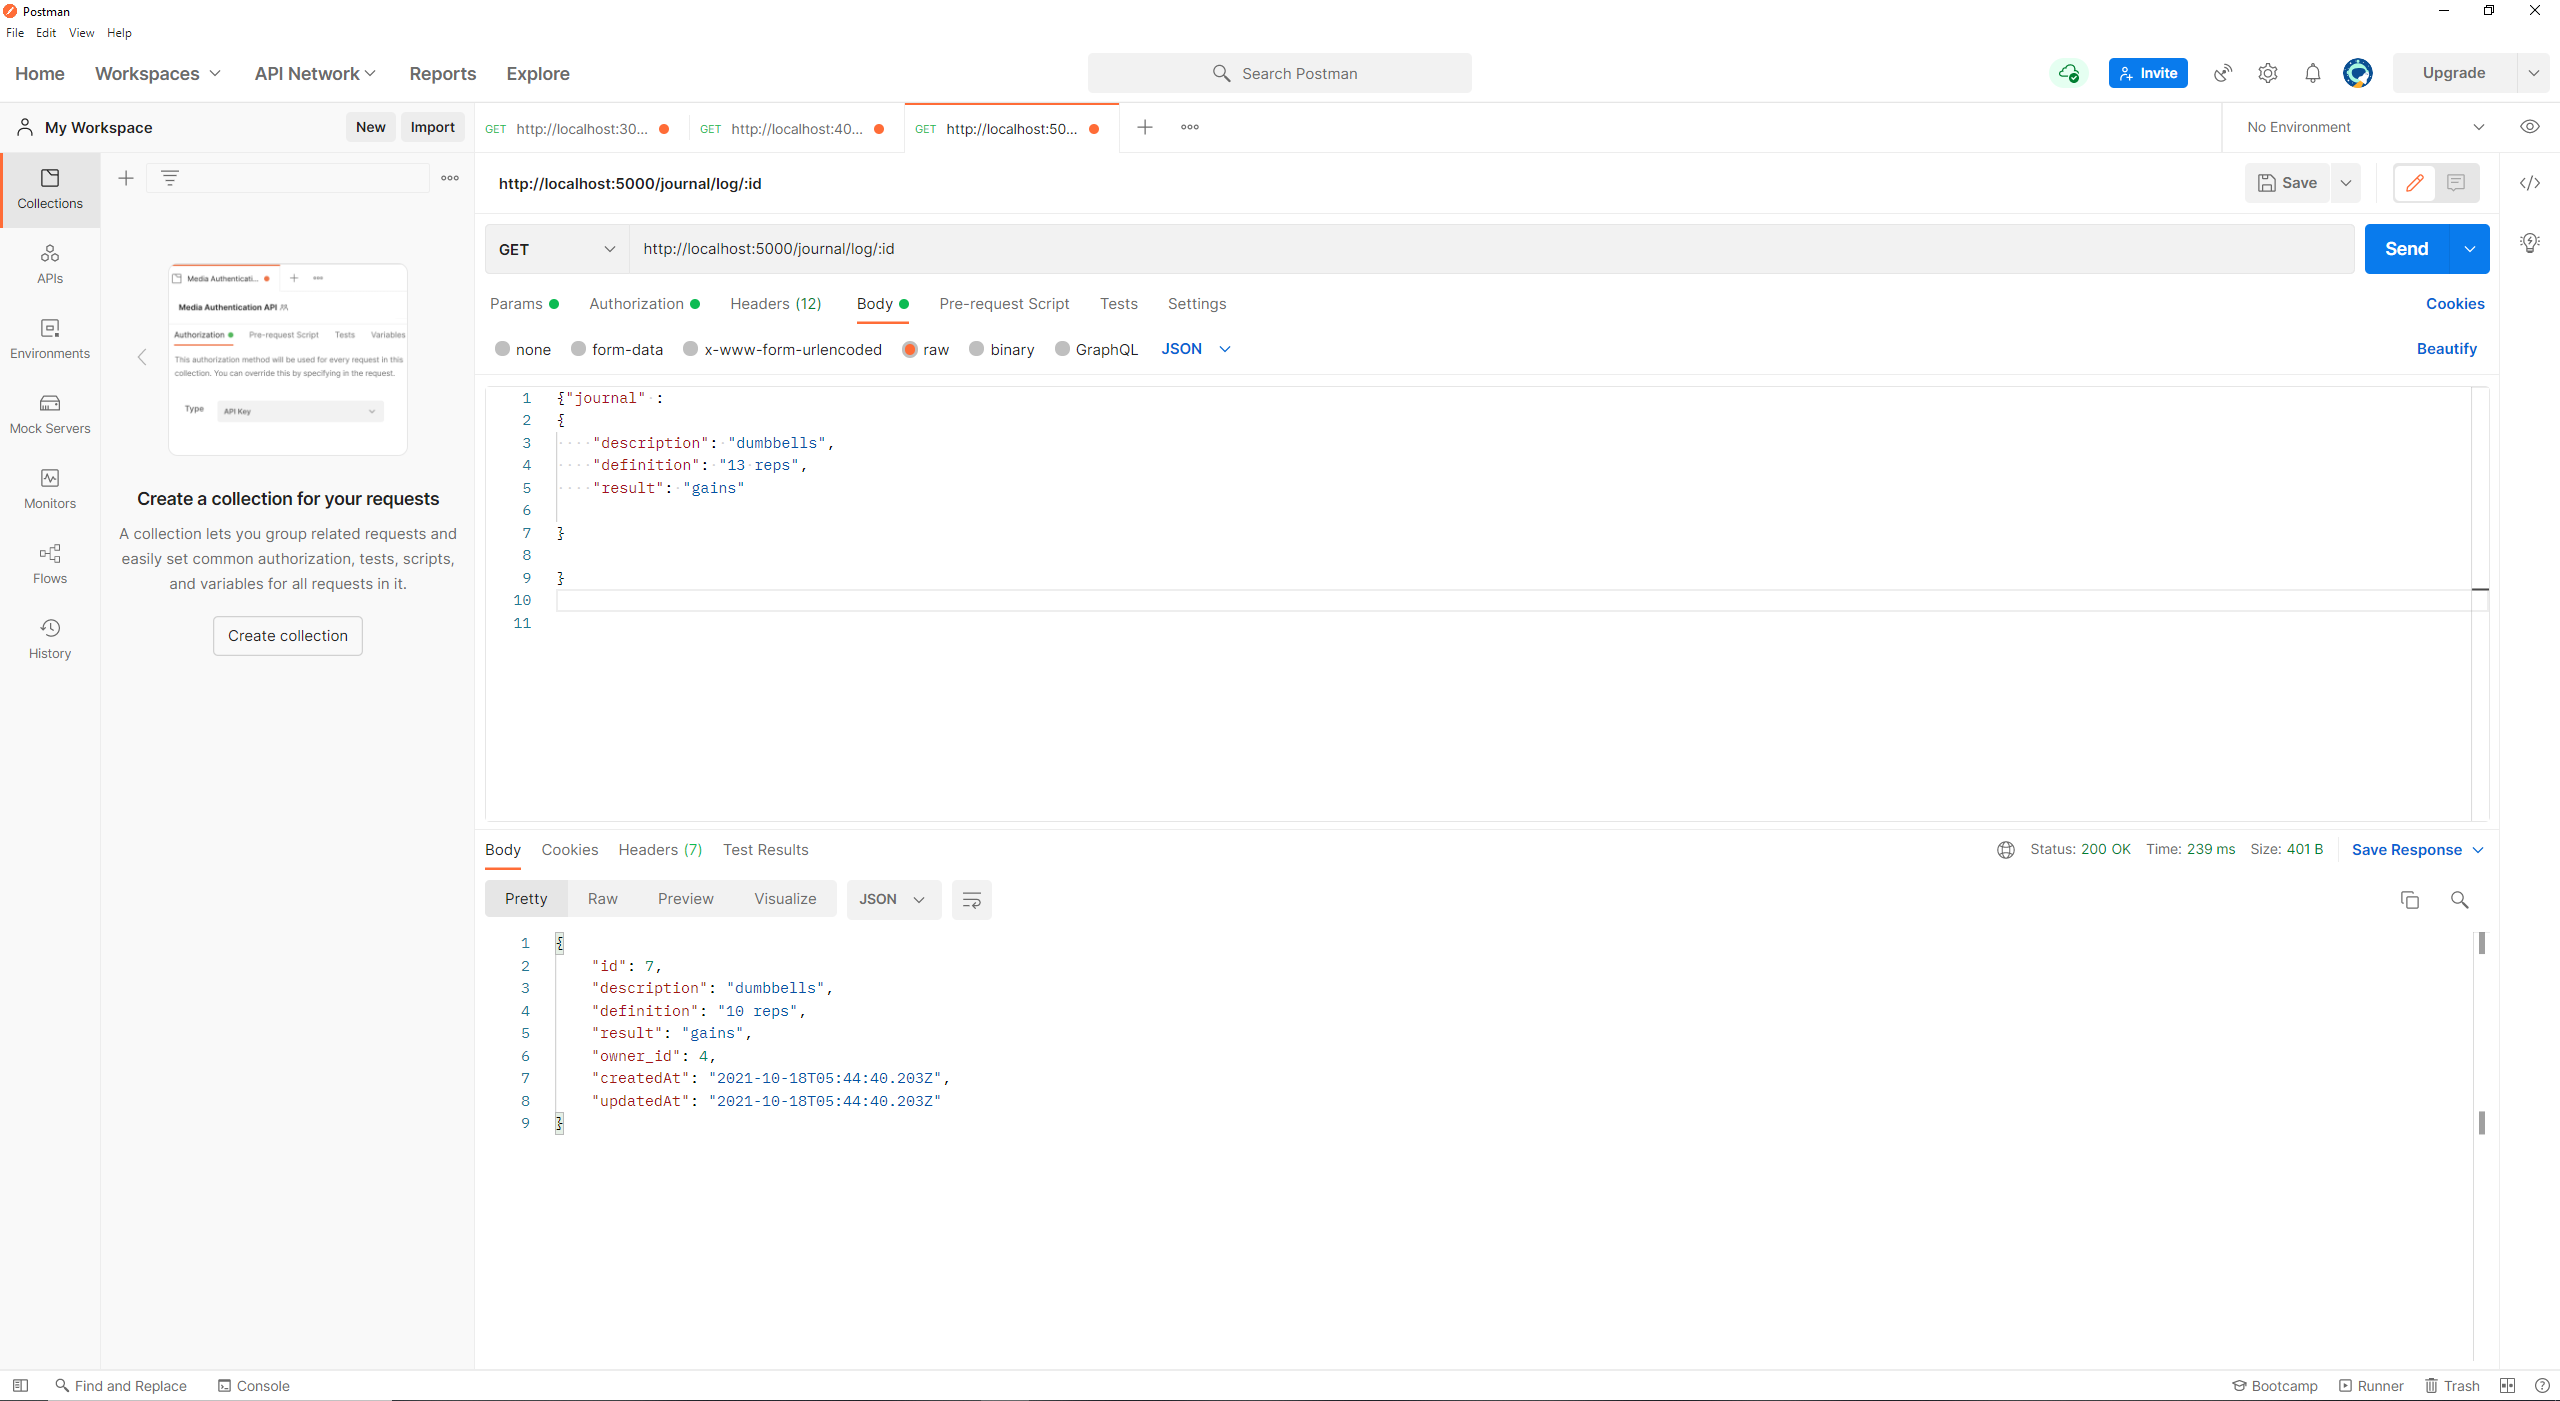 Postman
File Edit View Help
Home Workspaces API Network Reports Explore
Search Postman
Invite
Upgrade
My Workspace
New Import
GET http://localhost:30...
GET http://localhost:40...
GET http://localhost:50...
No Environment
Collections
APIs
Environments
Mock Servers
Monitors
Flows
History
Media Authenticati...
Media Authentication API
Authorization Pre-request Script Tests Variables
This authorization method will be used for every request in this
collection. You can override this by specifying in the request.
Type API Key
Create a collection for your requests
A collection lets you group related requests and
easily set common authorization, tests, scripts,
and variables for all requests in it.
Create collection
http://localhost:5000/journal/log/:id
Save
GET http://localhost:5000/journal/log/:id
Send
Params Authorization Headers (12) Body Pre-request Script Tests Settings
Cookies
none form-data x-www-form-urlencoded raw binary GraphQL JSON
Beautify
1 {"journal" :
2 {
3 "description": "dumbbells",
4 "definition": "13 reps",
5 "result": "gains"
6
7 }
8
9 }
10
11
Body Cookies Headers (7) Test Results
Status: 200 OK Time: 239 ms Size: 401 B Save Response
Pretty Raw Preview Visualize JSON
1 {
2 "id": 7,
3 "description": "dumbbells",
4 "definition": "10 reps",
5 "result": "gains",
6 "owner_id": 4,
7 "createdAt": "2021-10-18T05:44:40.203Z",
8 "updatedAt": "2021-10-18T05:44:40.203Z"
9 }
Find and Replace Console
Bootcamp Runner Trash